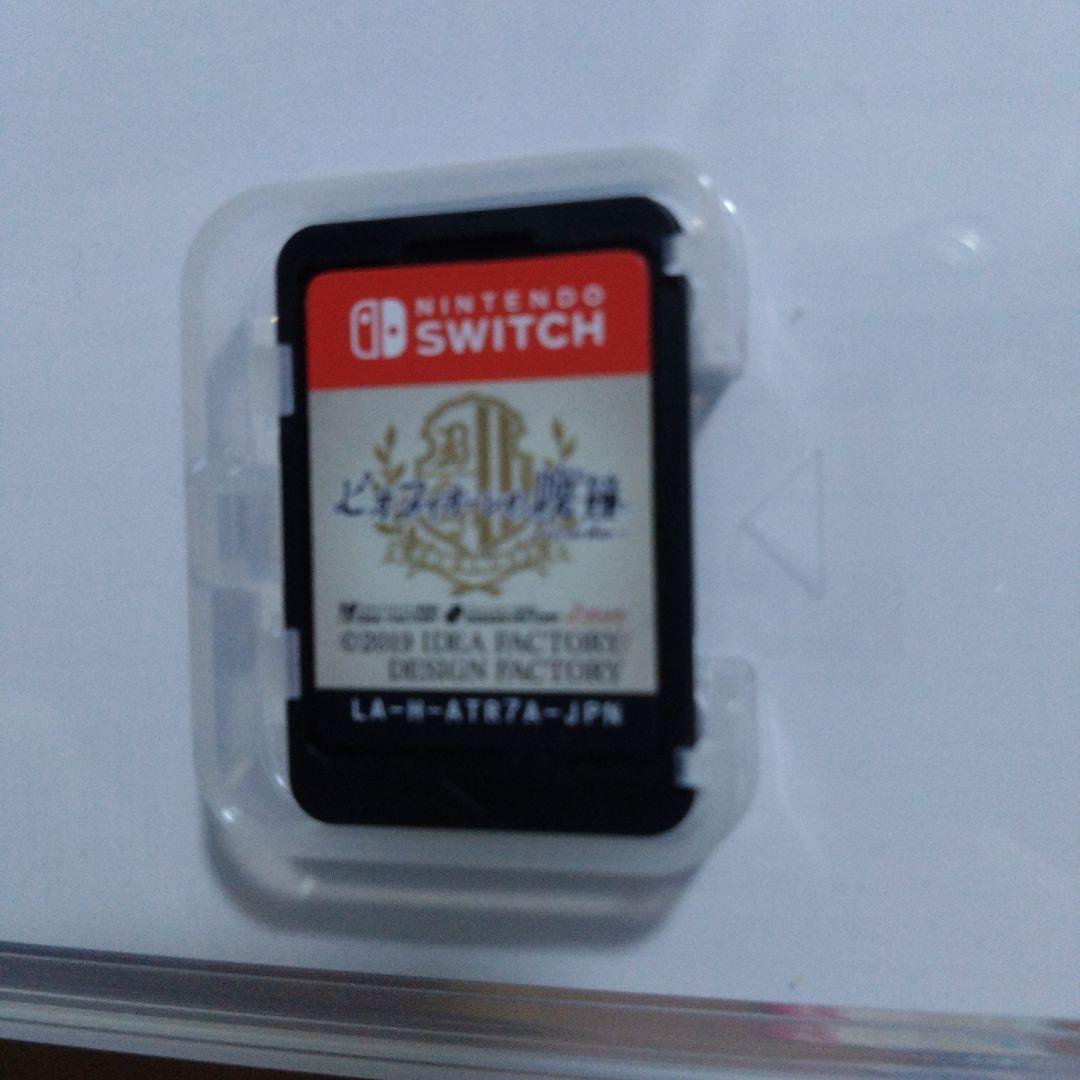 NINTENDO
SWITCH
ピオフィオーレの晩鐘
©2019 IDEA FACTORY/
DESIGN FACTORY
LA-H-ATR7A-JPN